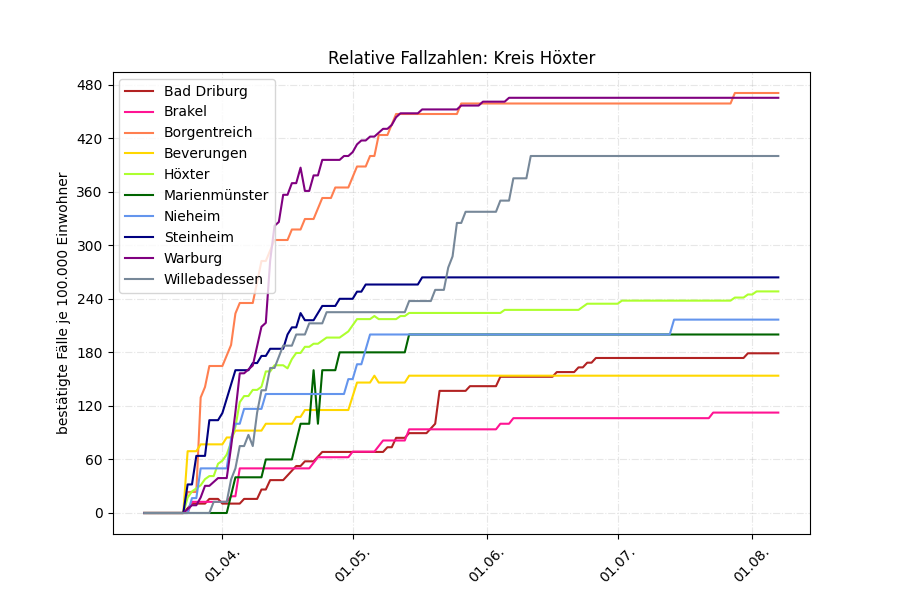 Relative Fallzahlen: Kreis Höxter
bestätigte Fälle je 100.000 Einwohner
480
420
360
300
240
180
120
60
0
Bad Driburg
Brakel
Borgentreich
Beverungen
Höxter
Marienmünster
Nieheim
Steinheim
Warburg
Willebadessen
01.04.
01.05.
01.06.
01.07.
01.08.